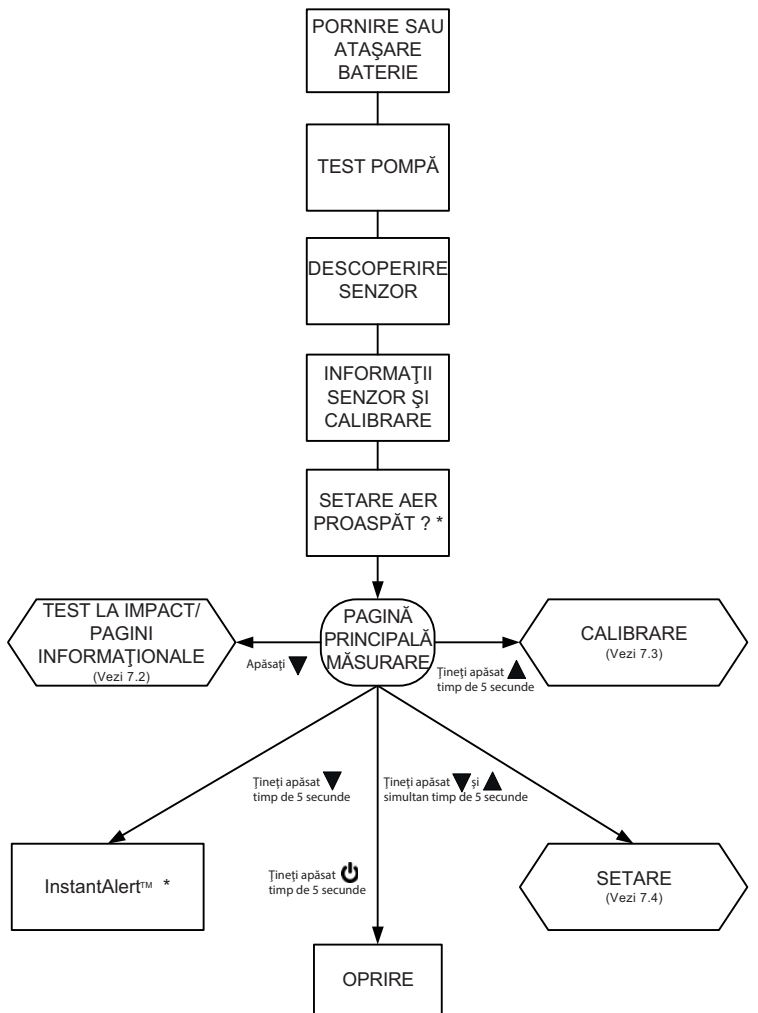 PORNIRE SAU
ATAŞARE
BATERIE
TEST POMPĂ
DESCOPERIRE
SENZOR
INFORMAŢII
SENZOR ŞI
CALIBRARE
SETARE AER
PROASPĂT ? *
TEST LA IMPACT/
PAGINI
INFORMAŢIONALE
(Vezi 7.2)
Apăsaţi ▼
PAGINĂ
PRINCIPALĂ
MĂSURARE
Ţineţi apăsat ▲
timp de 5 secunde
CALIBRARE
(Vezi 7.3)
Ţineţi apăsat ▼
timp de 5 secunde
Ţineţi apăsat ▼ şi ▲
simultan timp de 5 secunde
InstantAlert™ *
Ţineţi apăsat ⏻
timp de 5 secunde
SETARE
(Vezi 7.4)
OPRIRE